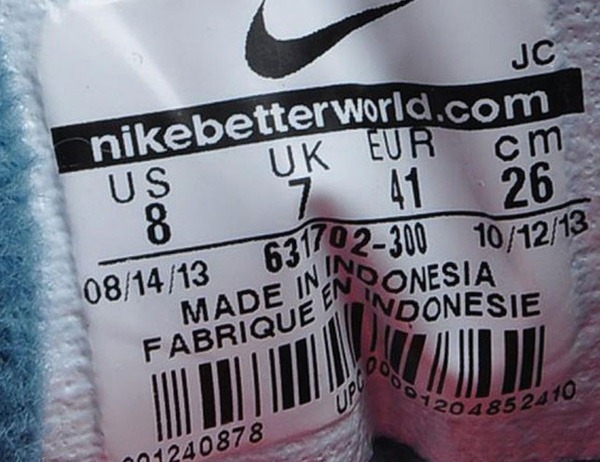 JC
nikebetterworld.com
US UK EUR cm
8 7 41 26
08/14/13 631702-300 10/12/13
MADE IN INDONESIA
FABRIQUE EN INDONESIE
001240878 UPC 00091204852410